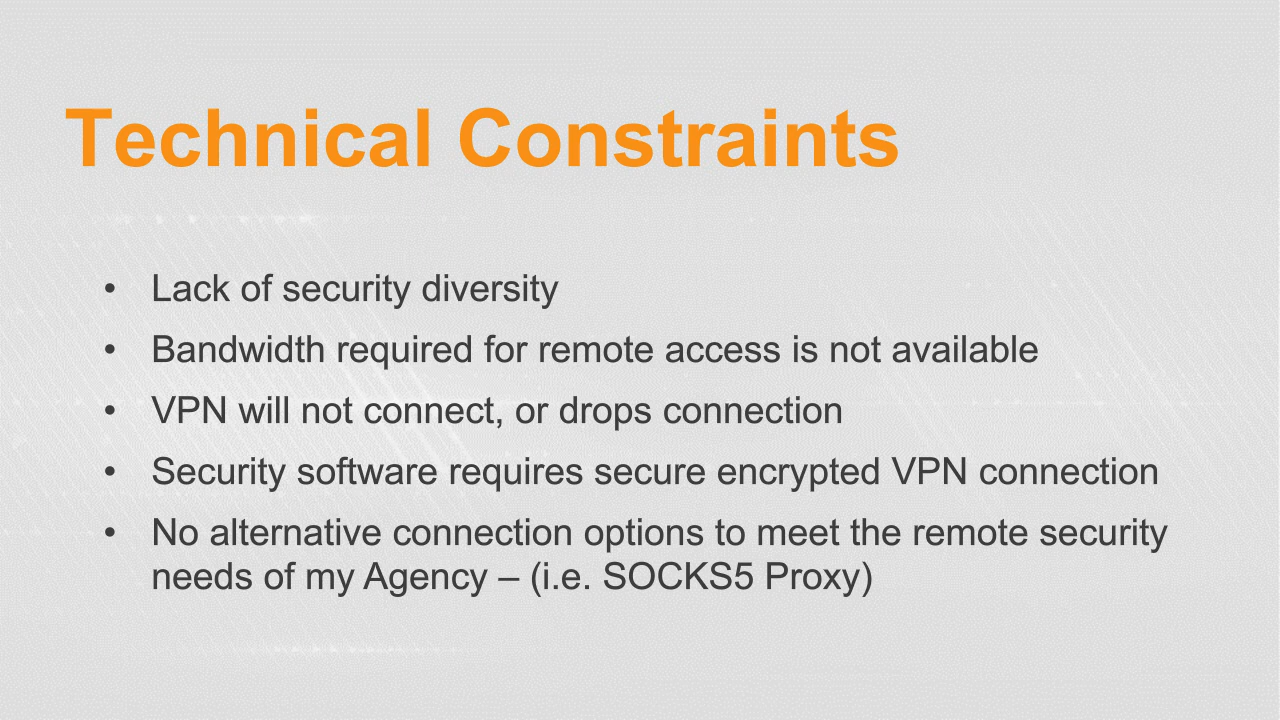 Technical Constraints
• Lack of security diversity
• Bandwidth required for remote access is not available
• VPN will not connect, or drops connection
• Security software requires secure encrypted VPN connection
• No alternative connection options to meet the remote security
needs of my Agency – (i.e. SOCKS5 Proxy)